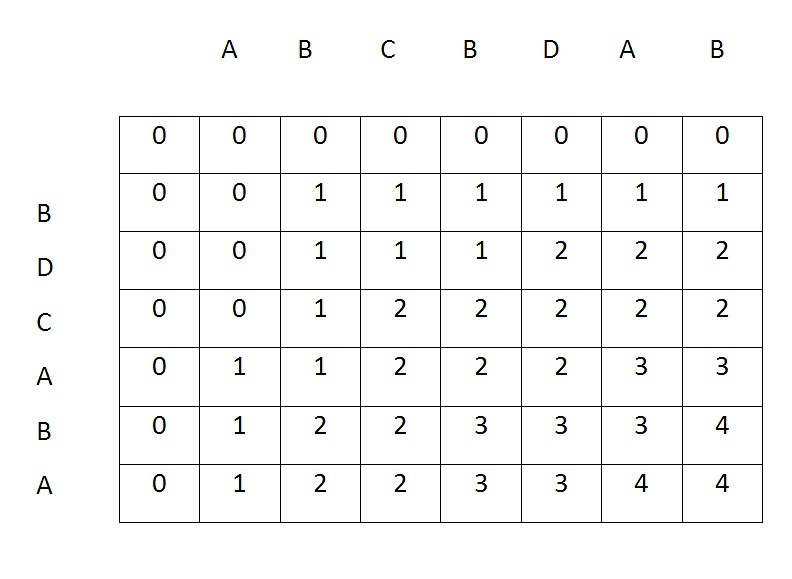 A B C B D A B
0 0 0 0 0 0 0 0
B 0 0 1 1 1 1 1 1
D 0 0 1 1 1 2 2 2
C 0 0 1 2 2 2 2 2
A 0 1 1 2 2 2 3 3
B 0 1 2 2 3 3 3 4
A 0 1 2 2 3 3 4 4